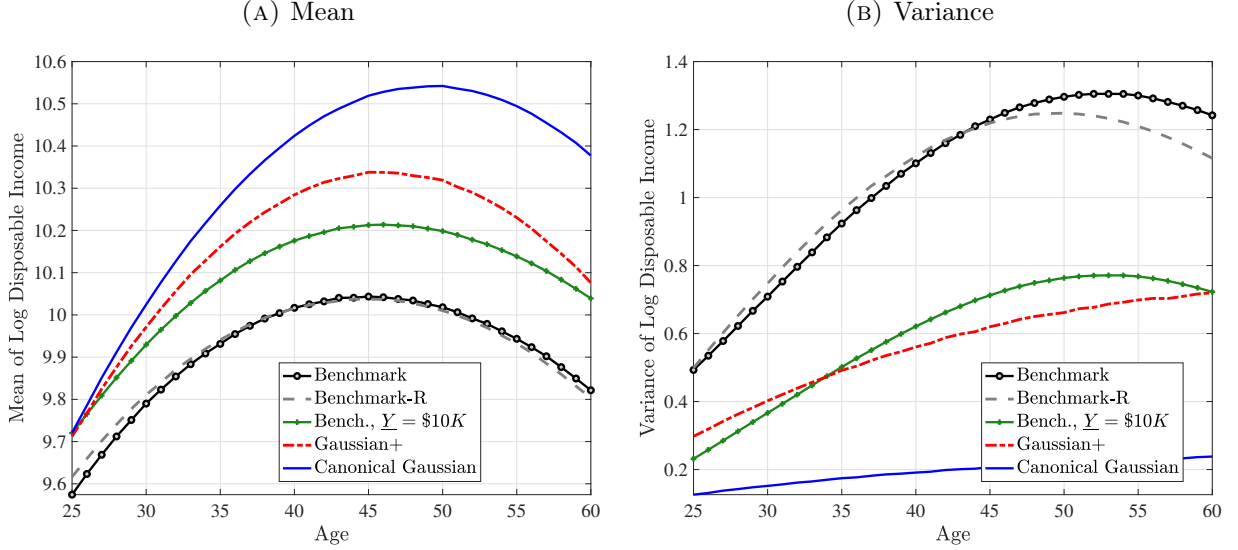 (A) Mean
10.6
10.5
10.4
10.3
10.2
10.1
10
9.9
9.8
9.7
9.6
25
30
35
40
45
50
55
60
Mean of Log Disposable Income
Age
Benchmark
Benchmark-R
Bench., Y = $10K
Gaussian+
Canonical Gaussian
(B) Variance
1.4
1.2
1
0.8
0.6
0.4
0.2
25
30
35
40
45
50
55
60
Variance of Log Disposable Income
Age
Benchmark
Benchmark-R
Bench., Y = $10K
Gaussian+
Canonical Gaussian